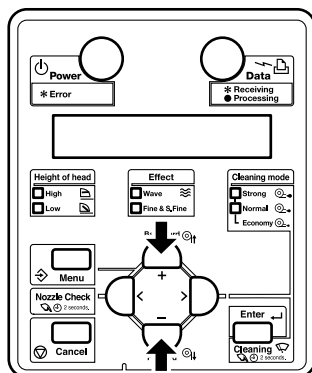 Power
Data
* Error
* Receiving
● Processing
Height of head
High
Low
Effect
Wave
Fine & S.Fine
Cleaning mode
Strong
Normal
Economy
Menu
+
< >
–
Nozzle Check
2 seconds.
Cancel
Enter
Cleaning
2 seconds.